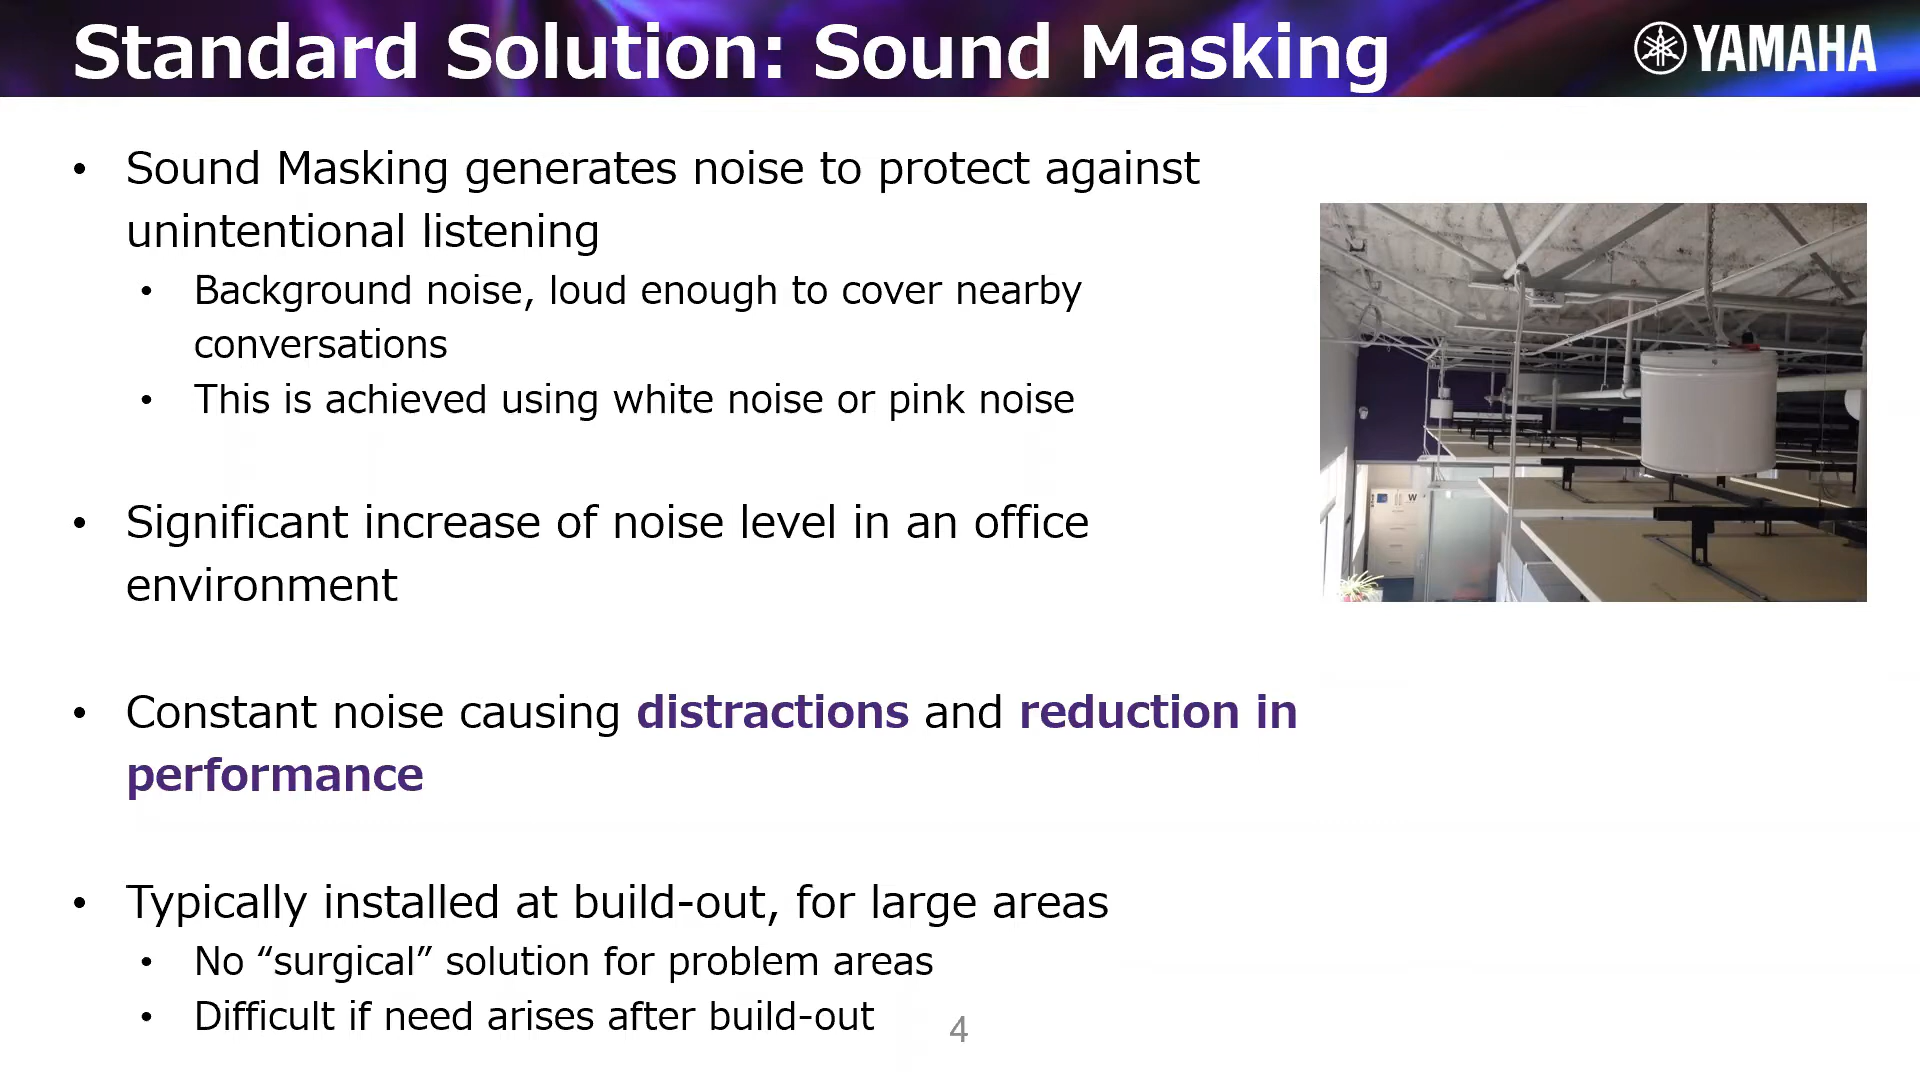 Standard Solution: Sound Masking
YAMAHA
• Sound Masking generates noise to protect against
unintentional listening
• Background noise, loud enough to cover nearby
conversations
• This is achieved using white noise or pink noise
• Significant increase of noise level in an office
environment
• Constant noise causing distractions and reduction in
performance
• Typically installed at build-out, for large areas
• No “surgical” solution for problem areas
• Difficult if need arises after build-out
4
W